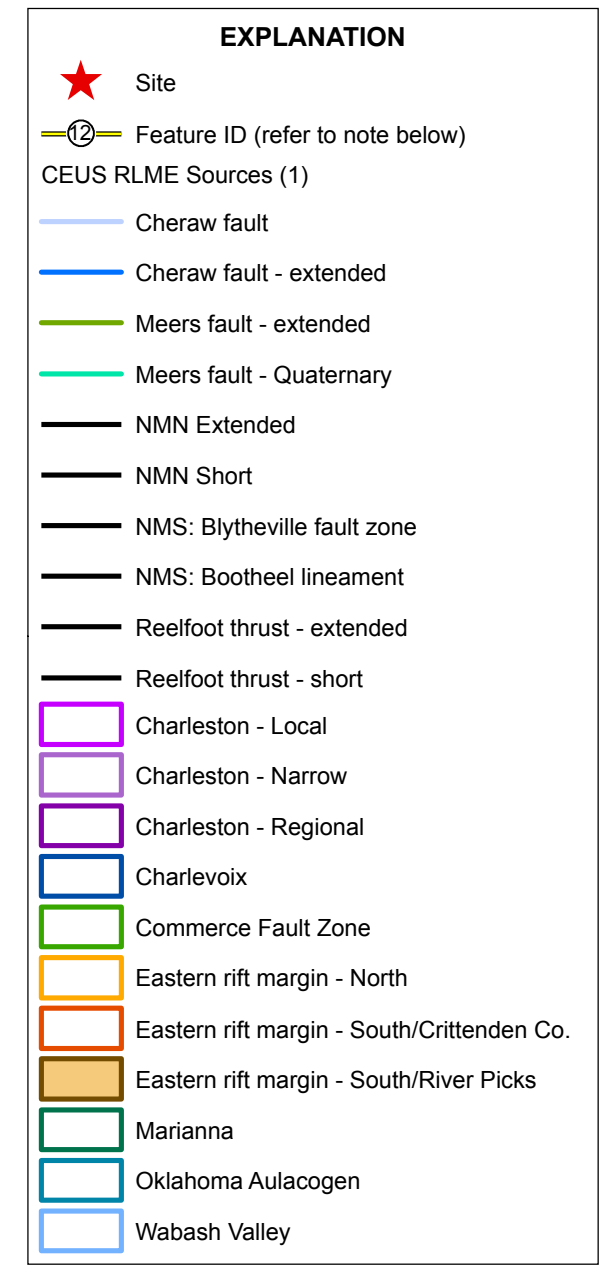 EXPLANATION
Site
12 Feature ID (refer to note below)
CEUS RLME Sources (1)
Cheraw fault
Cheraw fault - extended
Meers fault - extended
Meers fault - Quaternary
NMN Extended
NMN Short
NMS: Blytheville fault zone
NMS: Bootheel lineament
Reelfoot thrust - extended
Reelfoot thrust - short
Charleston - Local
Charleston - Narrow
Charleston - Regional
Charlevoix
Commerce Fault Zone
Eastern rift margin - North
Eastern rift margin - South/Crittenden Co.
Eastern rift margin - South/River Picks
Marianna
Oklahoma Aulacogen
Wabash Valley